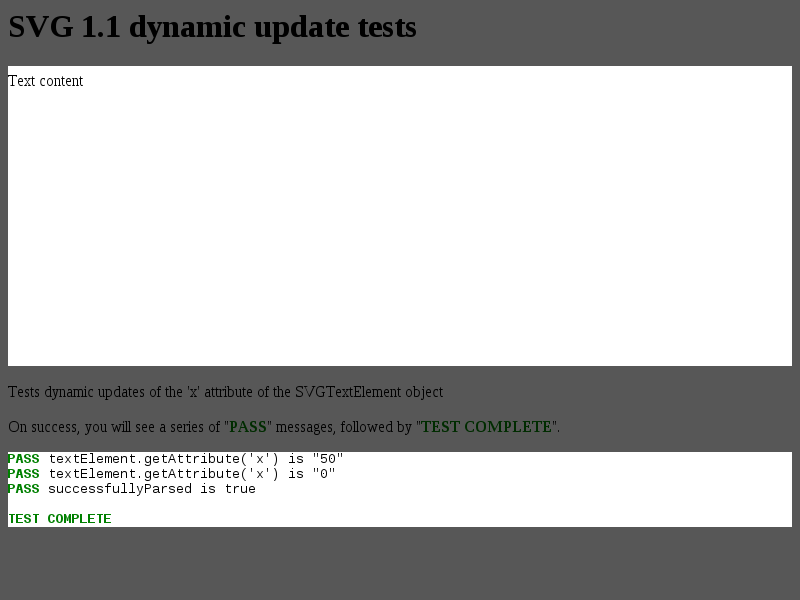 SVG 1.1 dynamic update tests
Text content
Tests dynamic updates of the 'x' attribute of the SVGTextElement object
On success, you will see a series of "PASS" messages, followed by "TEST COMPLETE".
PASS textElement.getAttribute('x') is "50"
PASS textElement.getAttribute('x') is "0"
PASS successfullyParsed is true
TEST COMPLETE